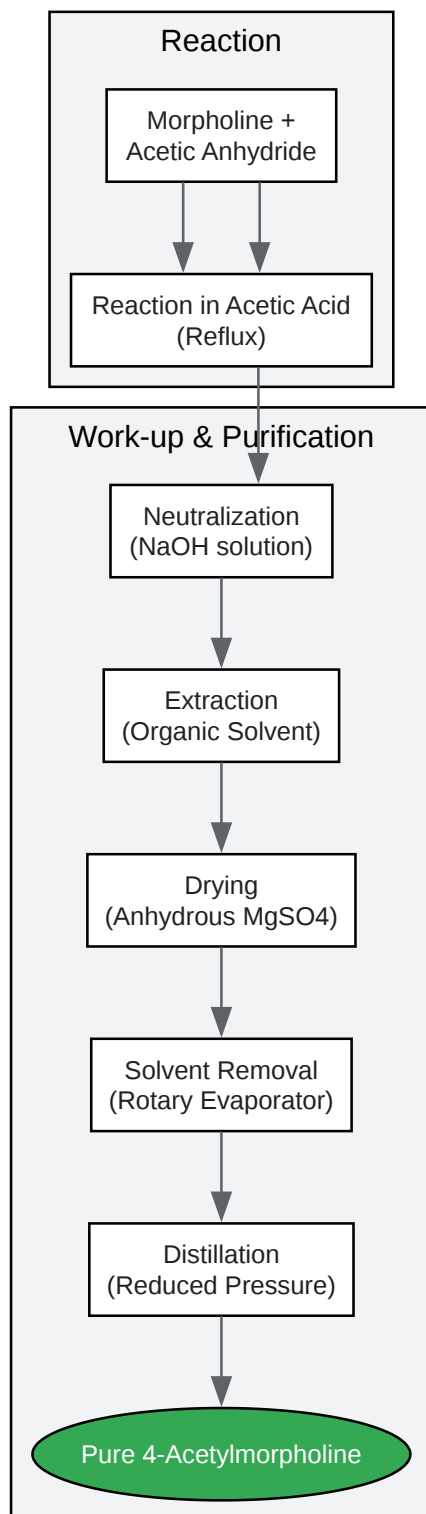 Reaction
Morpholine +
Acetic Anhydride
Reaction in Acetic Acid
(Reflux)
Work-up & Purification
Neutralization
(NaOH solution)
Extraction
(Organic Solvent)
Drying
(Anhydrous MgSO4)
Solvent Removal
(Rotary Evaporator)
Distillation
(Reduced Pressure)
Pure 4-Acetylmorpholine